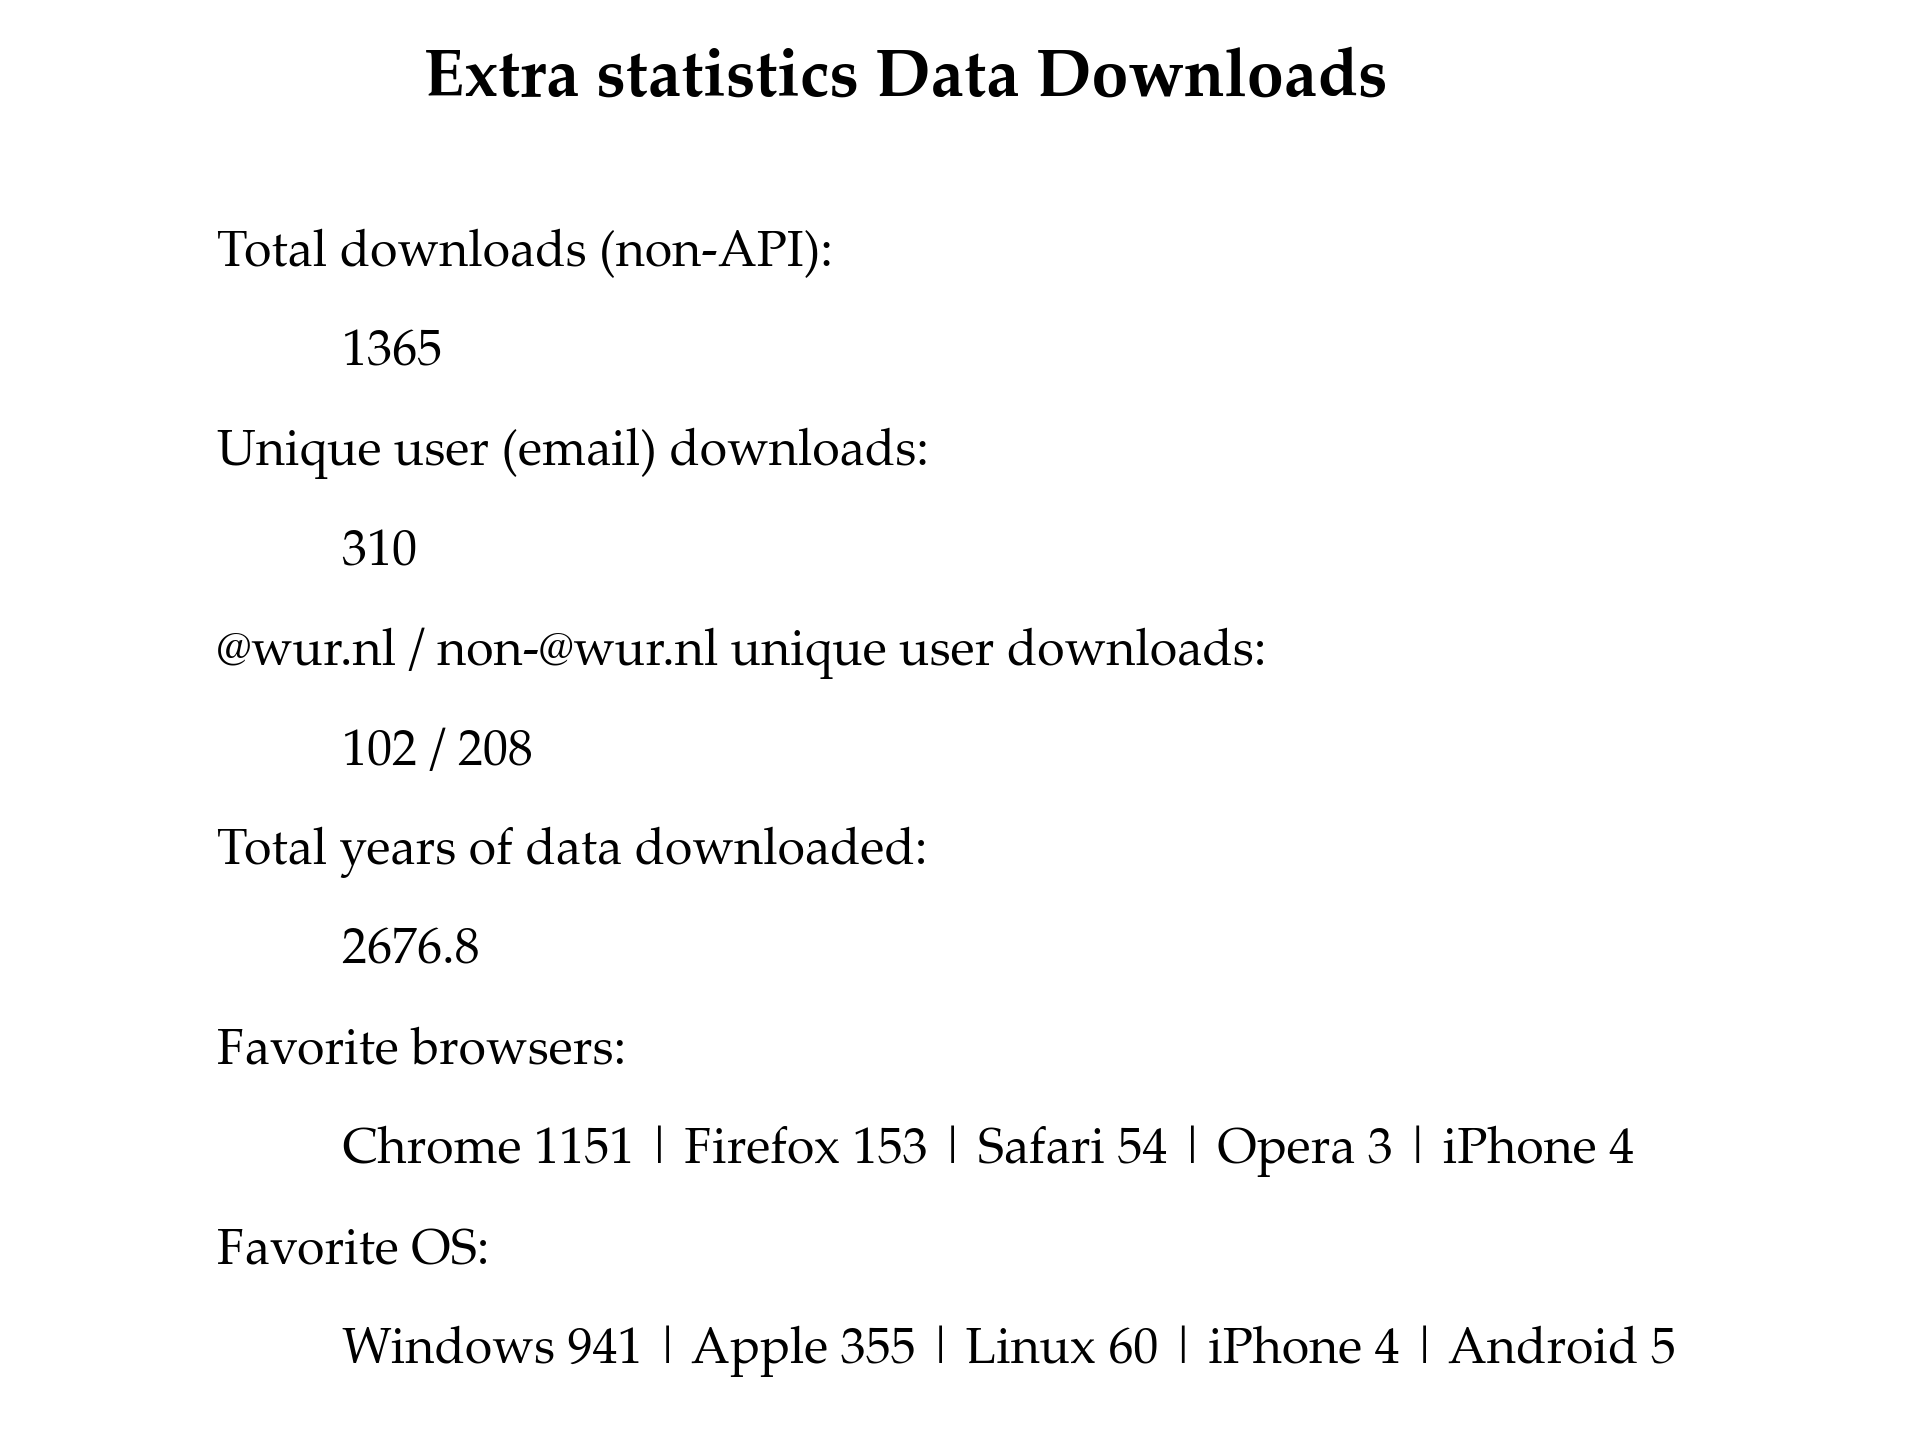 Extra statistics Data Downloads
Total downloads (non-API):
1365
Unique user (email) downloads:
310
@wur.nl / non-@wur.nl unique user downloads:
102 / 208
Total years of data downloaded:
2676.8
Favorite browsers:
Chrome 1151 | Firefox 153 | Safari 54 | Opera 3 | iPhone 4
Favorite OS:
Windows 941 | Apple 355 | Linux 60 | iPhone 4 | Android 5